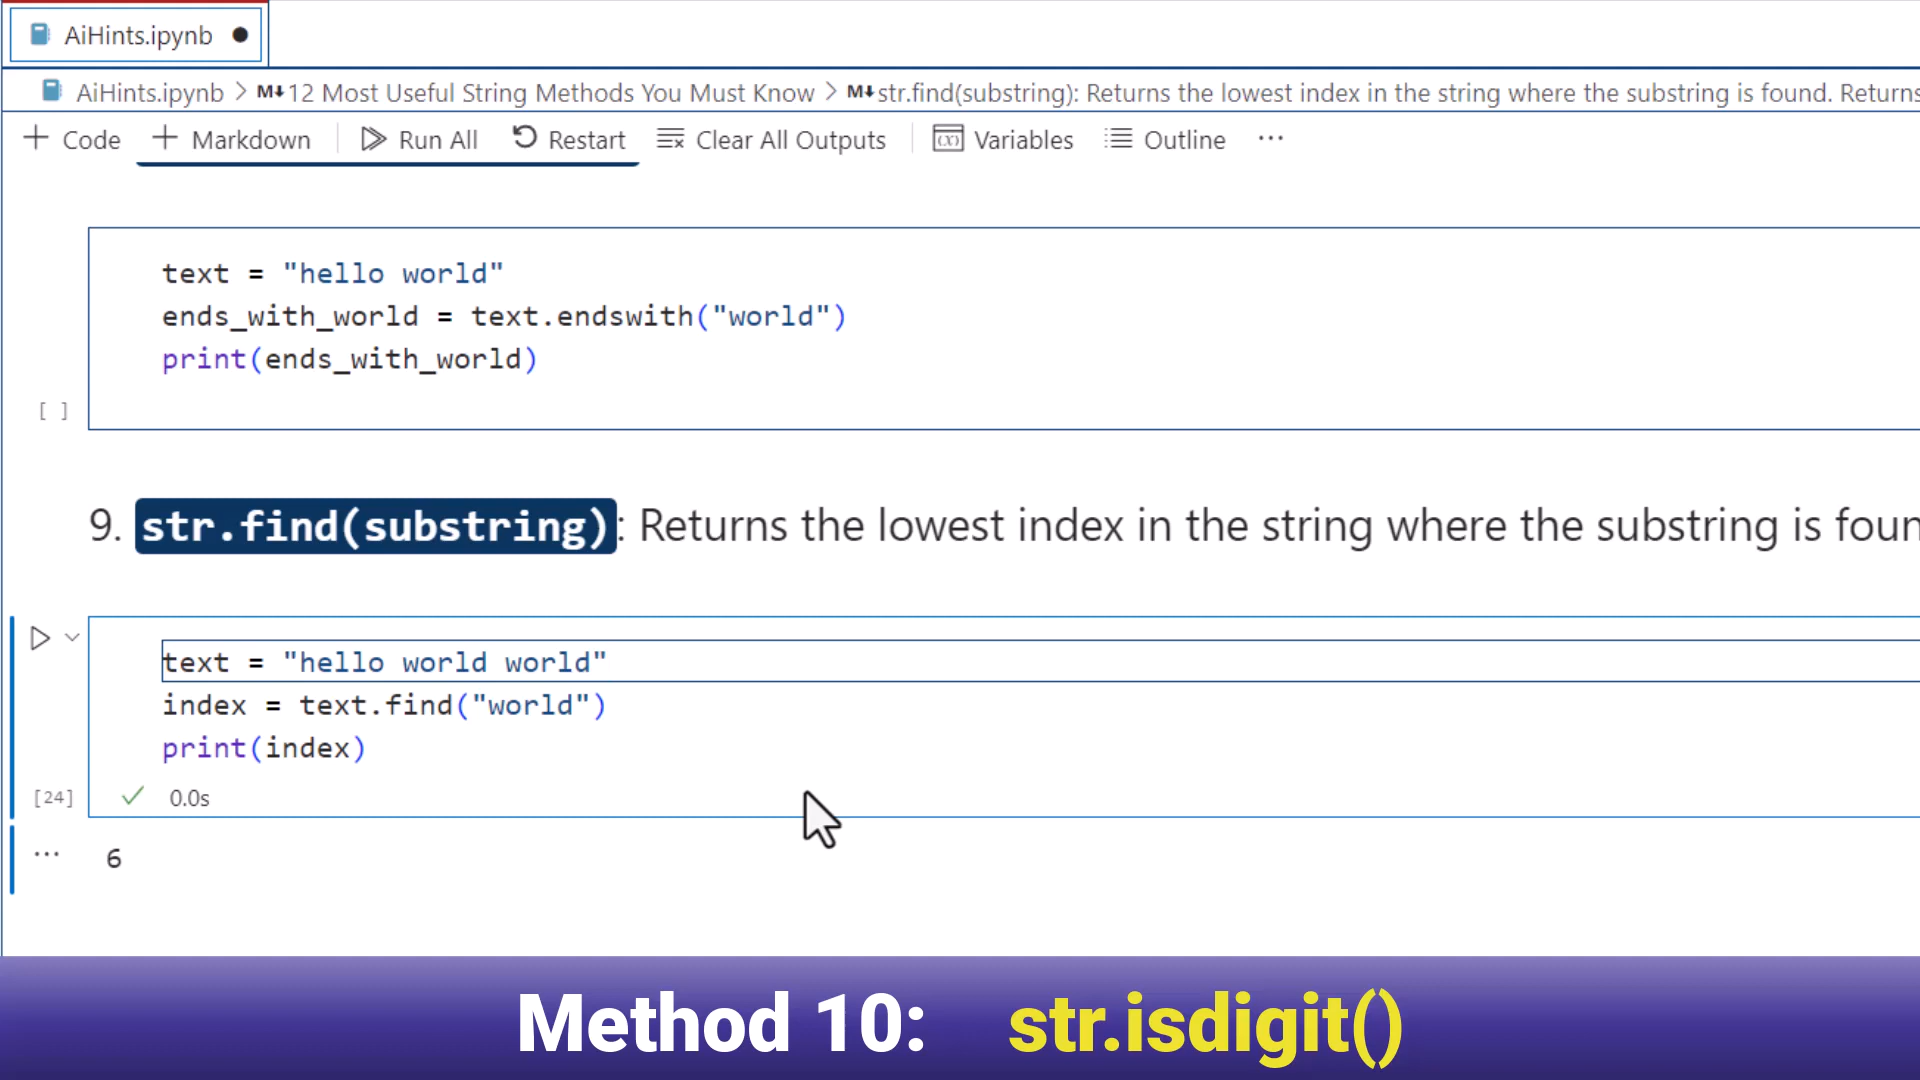 AiHints.ipynb ●
AiHints.ipynb > M↓ 12 Most Useful String Methods You Must Know > M↓ str.find(substring): Returns the lowest index in the string where the substring is found. Returns
+ Code + Markdown Run All Restart Clear All Outputs (x) Variables Outline ...
text = "hello world"
ends_with_world = text.endswith("world")
print(ends_with_world)
[ ]
9. str.find(substring): Returns the lowest index in the string where the substring is foun
text = "hello world world"
index = text.find("world")
print(index)
[24] ✓ 0.0s
... 6
Method 10: str.isdigit()